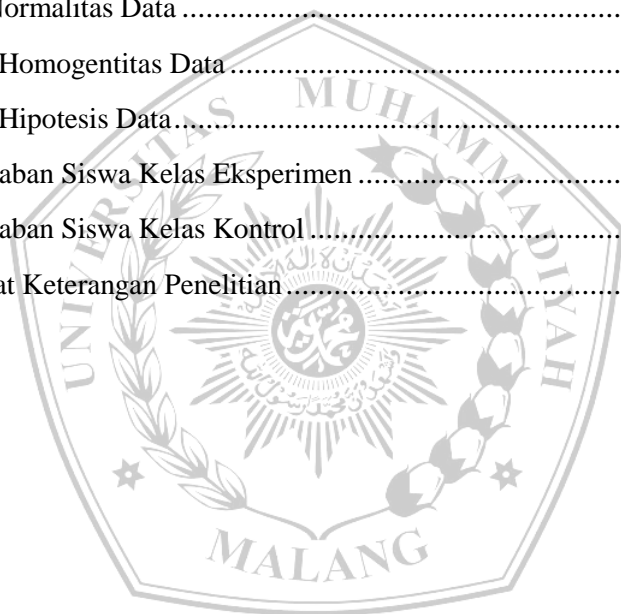 Normalitas Data ............................................................
Homogentitas Data .....................................................
Hipotesis Data.............................................................
aban Siswa Kelas Eksperimen ....................................
aban Siswa Kelas Kontrol ...........................................
at Keterangan Penelitian ..............................................
UNIVERSITAS MUHAMMADIYAH
MALANG